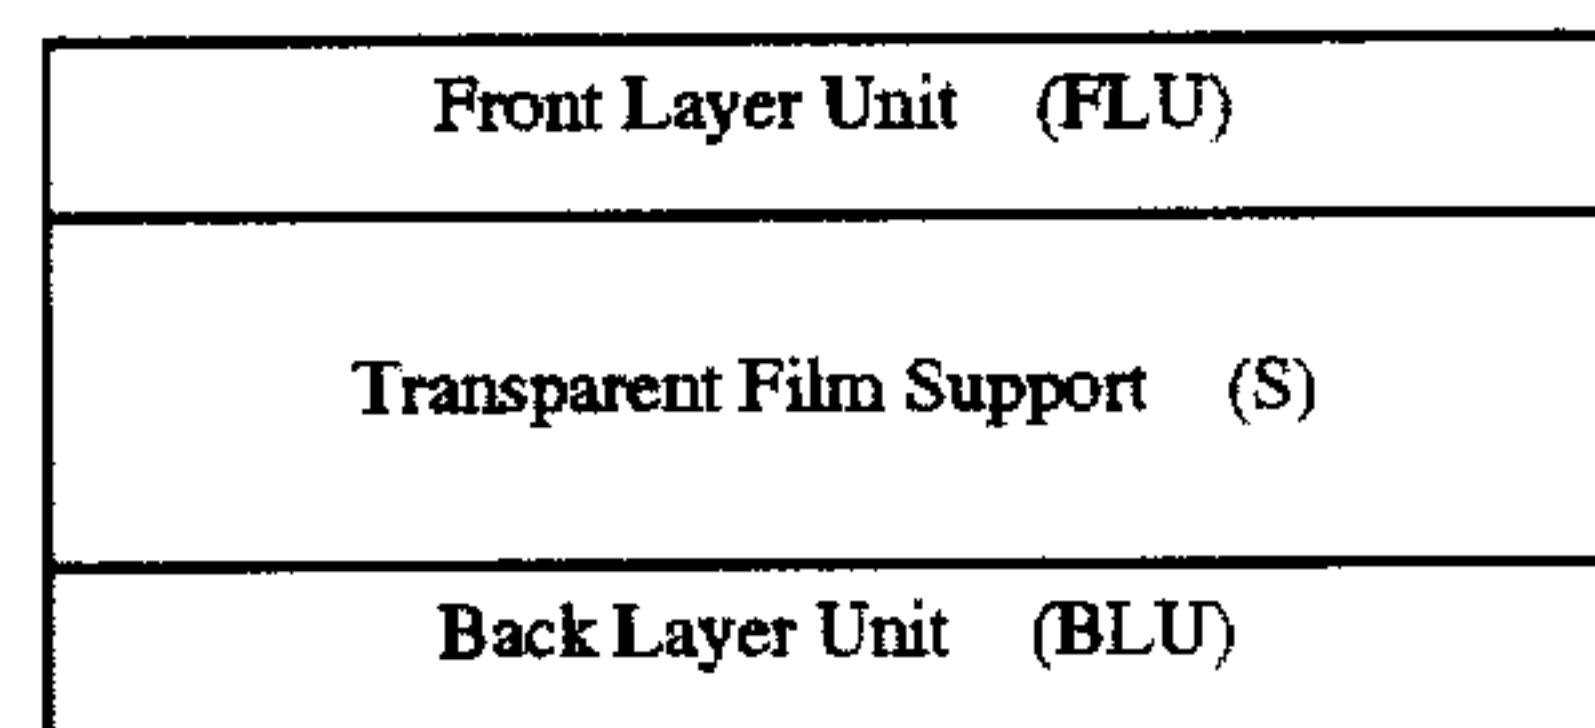 Front Layer Unit (FLU)
Transparent Film Support (S)
Back Layer Unit (BLU)